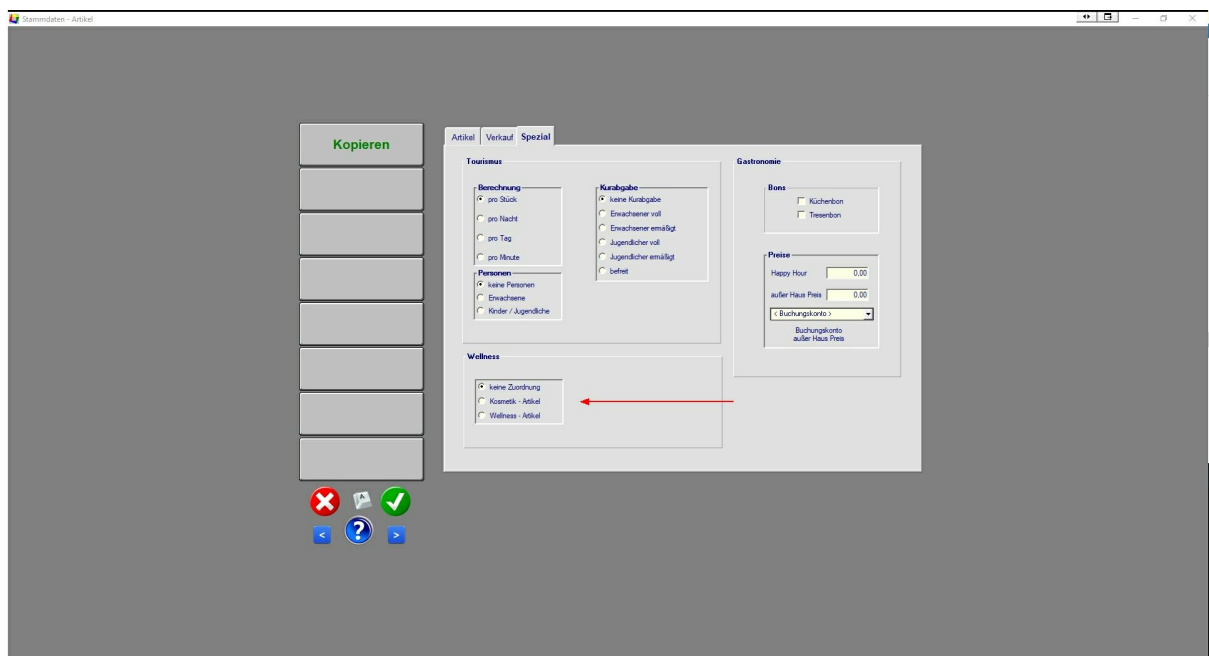 Stammdaten - Artikel
Kopieren
Artikel Verkauf Spezial
Tourismus
Berechnung
pro Stück
pro Nacht
pro Tag
pro Minute
Personen
keine Personen
Erwachsene
Kinder / Jugendliche
Kurabgabe
keine Kurabgabe
Erwachsener voll
Erwachsener ermäßigt
Jugendlicher voll
Jugendlicher ermäßigt
befreit
Wellness
keine Zuordnung
Kosmetik - Artikel
Wellness - Artikel
Gastronomie
Bons
Küchenbon
Tresenbon
Preise
Happy Hour 0,00
außer Haus Preis 0,00
< Buchungskonto >
Buchungskonto
außer Haus Preis
< ? >